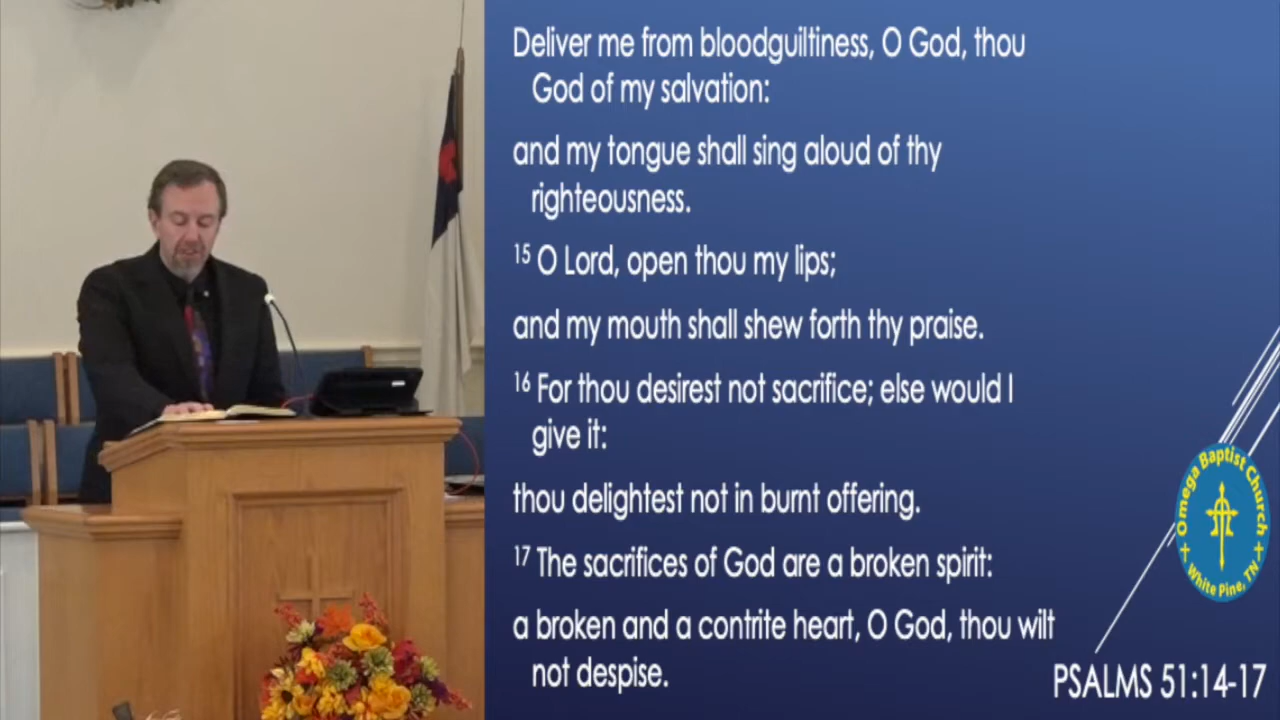 Deliver me from bloodguiltiness, O God, thou
God of my salvation:
and my tongue shall sing aloud of thy
righteousness.
15 O Lord, open thou my lips;
and my mouth shall shew forth thy praise.
16 For thou desirest not sacrifice; else would I
give it:
thou delightest not in burnt offering.
17 The sacrifices of God are a broken spirit:
a broken and a contrite heart, O God, thou wilt
not despise.
Omega Baptist Church
White Pine, TN.
PSALMS 51:14-17